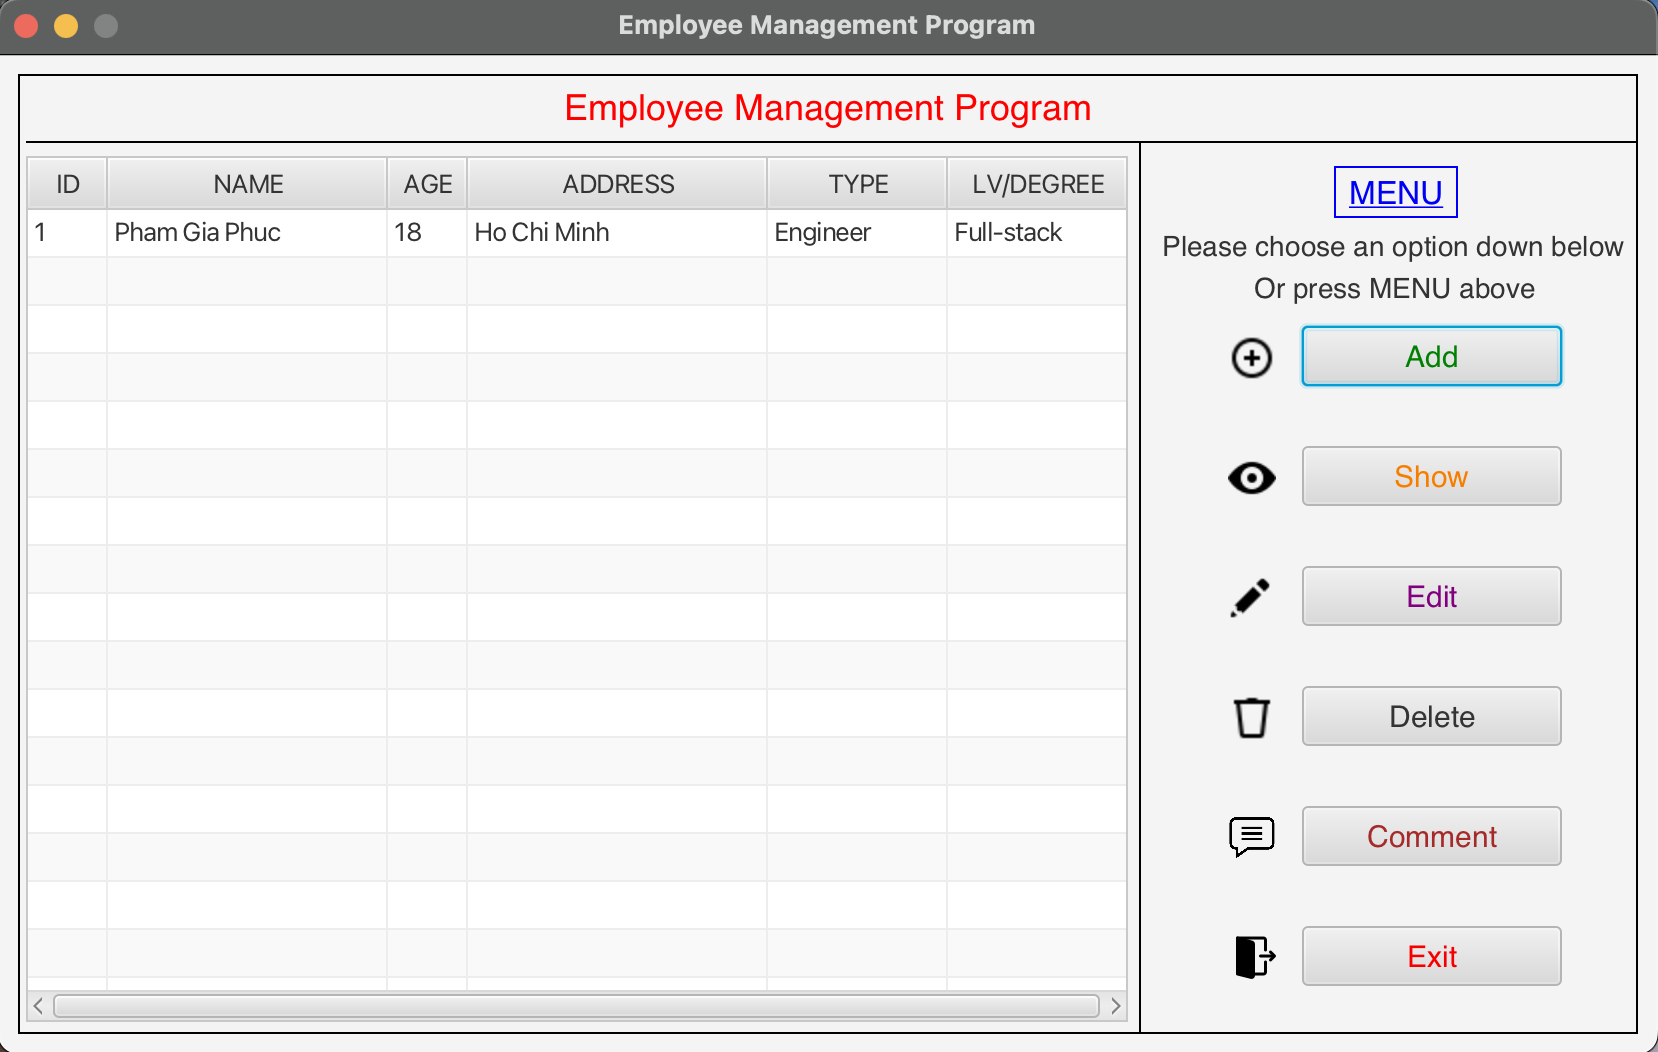 Employee Management Program
Employee Management Program
ID NAME AGE ADDRESS TYPE LV/DEGREE
1 Pham Gia Phuc 18 Ho Chi Minh Engineer Full-stack
MENU
Please choose an option down below
Or press MENU above
Add
Show
Edit
Delete
Comment
Exit